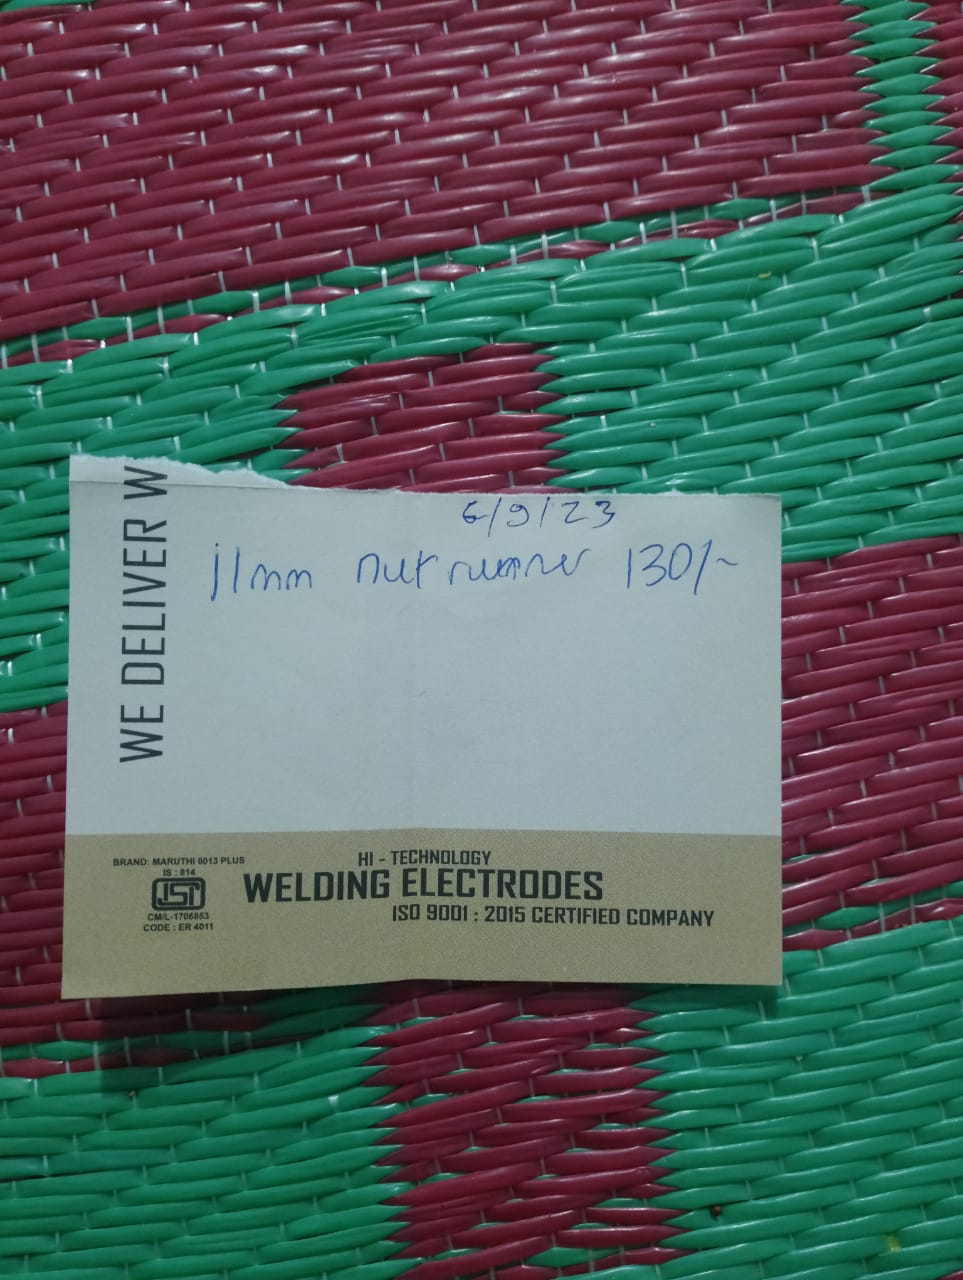 6/9/23
11mm nut runner 130/-
WE DELIVER W
BRAND: MARUTHI 6013 PLUS
IS : 814
ISI
CM/L-1706853
CODE : ER 4011
HI - TECHNOLOGY
WELDING ELECTRODES
ISO 9001 : 2015 CERTIFIED COMPANY